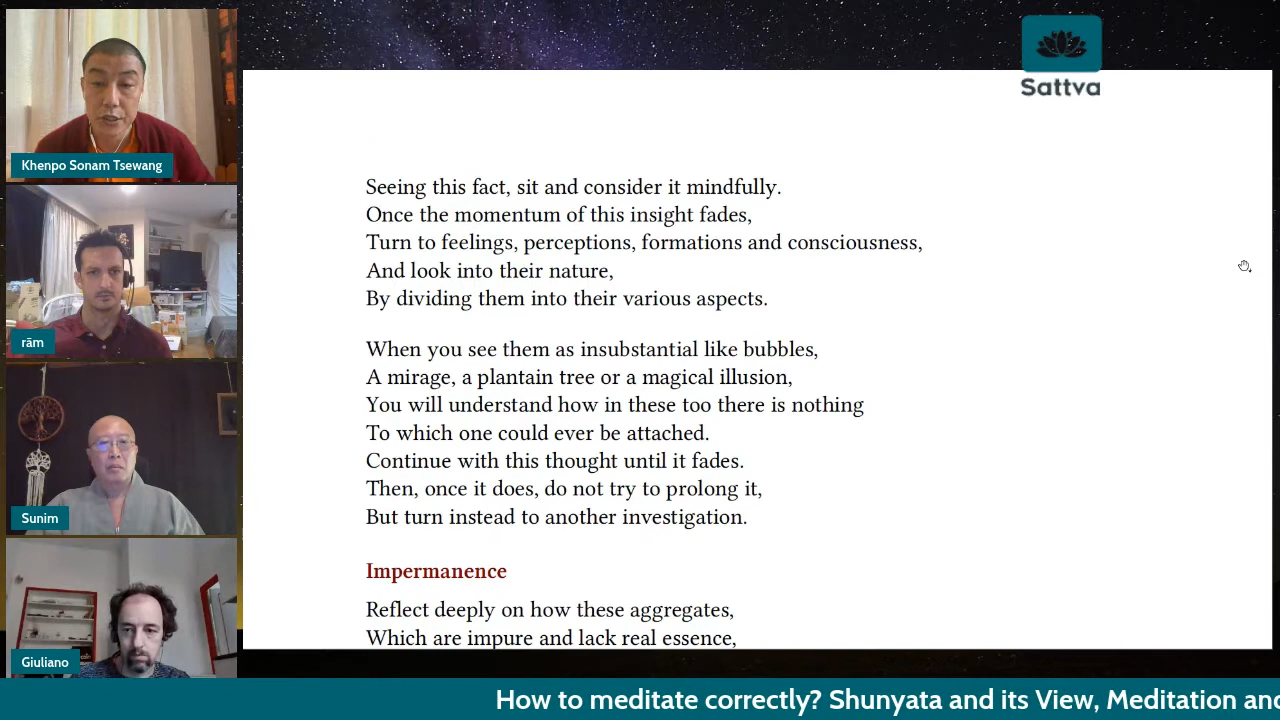 Khenpo Sonam Tsewang
rām
Sunim
Giuliano
Sattva
Seeing this fact, sit and consider it mindfully.
Once the momentum of this insight fades,
Turn to feelings, perceptions, formations and consciousness,
And look into their nature,
By dividing them into their various aspects.
When you see them as insubstantial like bubbles,
A mirage, a plantain tree or a magical illusion,
You will understand how in these too there is nothing
To which one could ever be attached.
Continue with this thought until it fades.
Then, once it does, do not try to prolong it,
But turn instead to another investigation.
Impermanence
Reflect deeply on how these aggregates,
Which are impure and lack real essence,
How to meditate correctly? Shunyata and its View, Meditation and